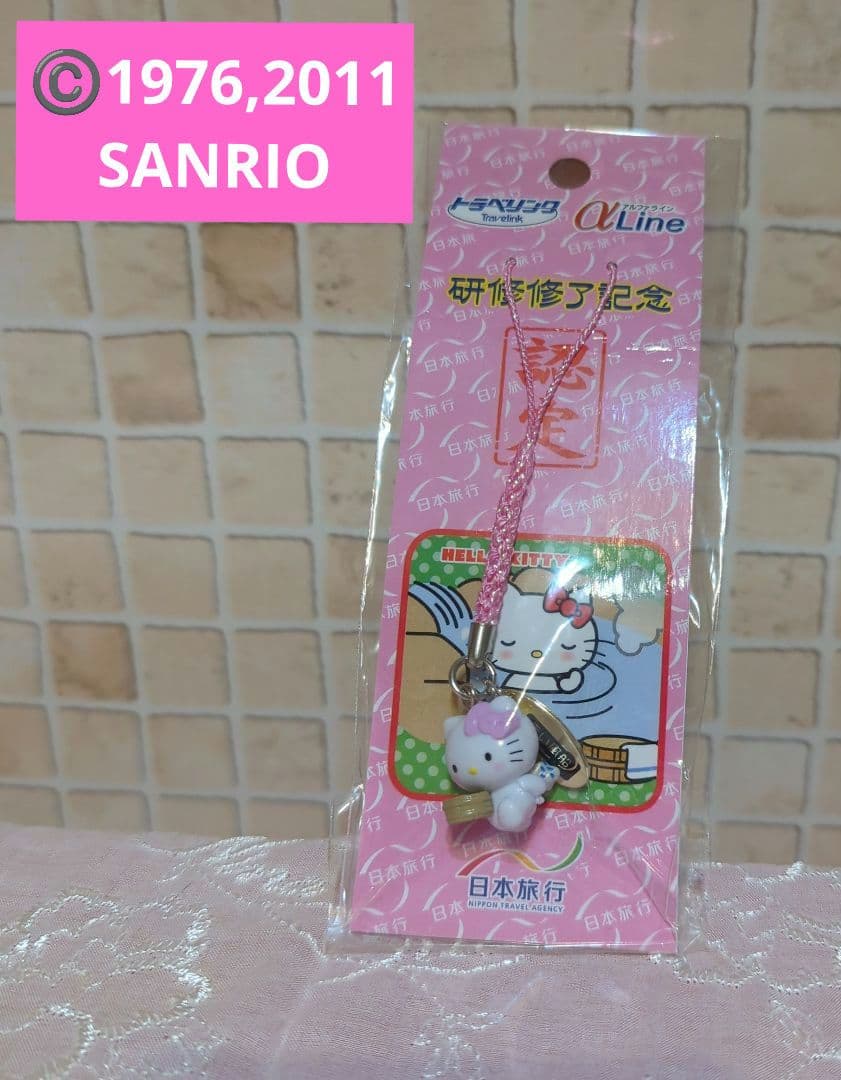 ©1976,2011
SANRIO
トラベリンク
Travelink
アルファライン
αLine
研修修了記念
認定
HELLO KITTY
日本旅行
NIPPON TRAVEL AGENCY